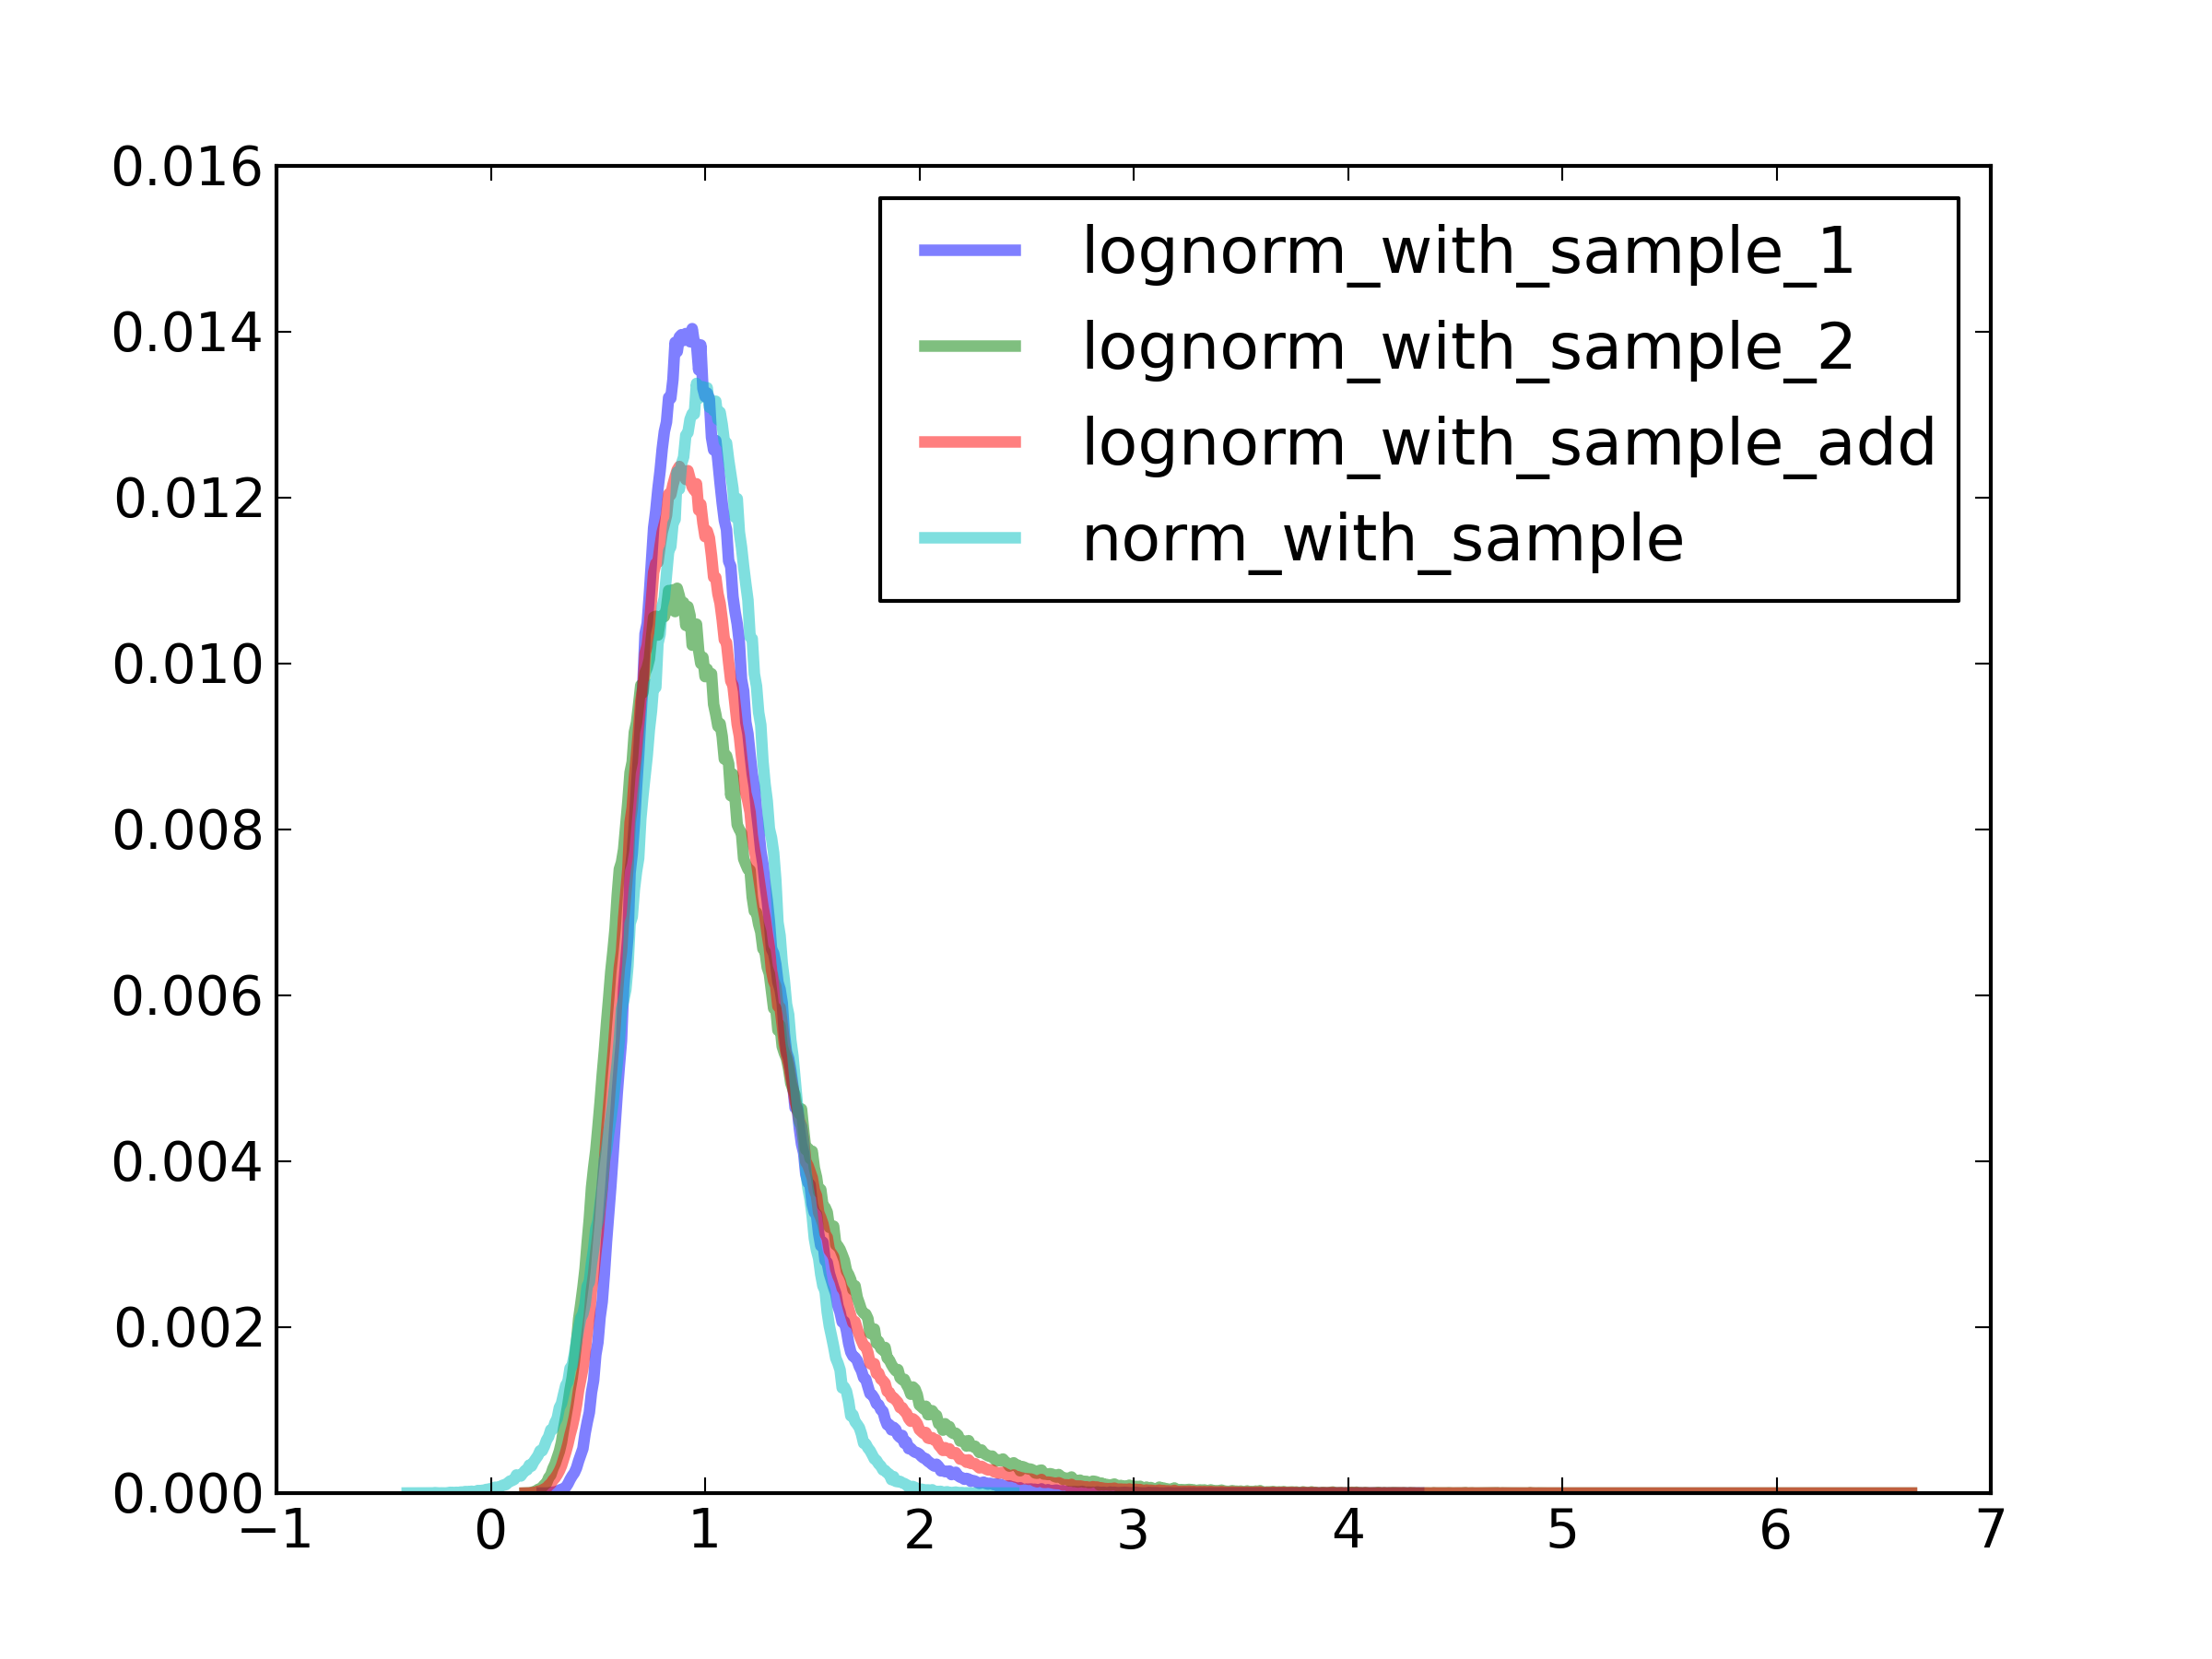 0.016
0.014
0.012
0.010
0.008
0.006
0.004
0.002
0.000
−1 0 1 2 3 4 5 6 7
lognorm_with_sample_1
lognorm_with_sample_2
lognorm_with_sample_add
norm_with_sample